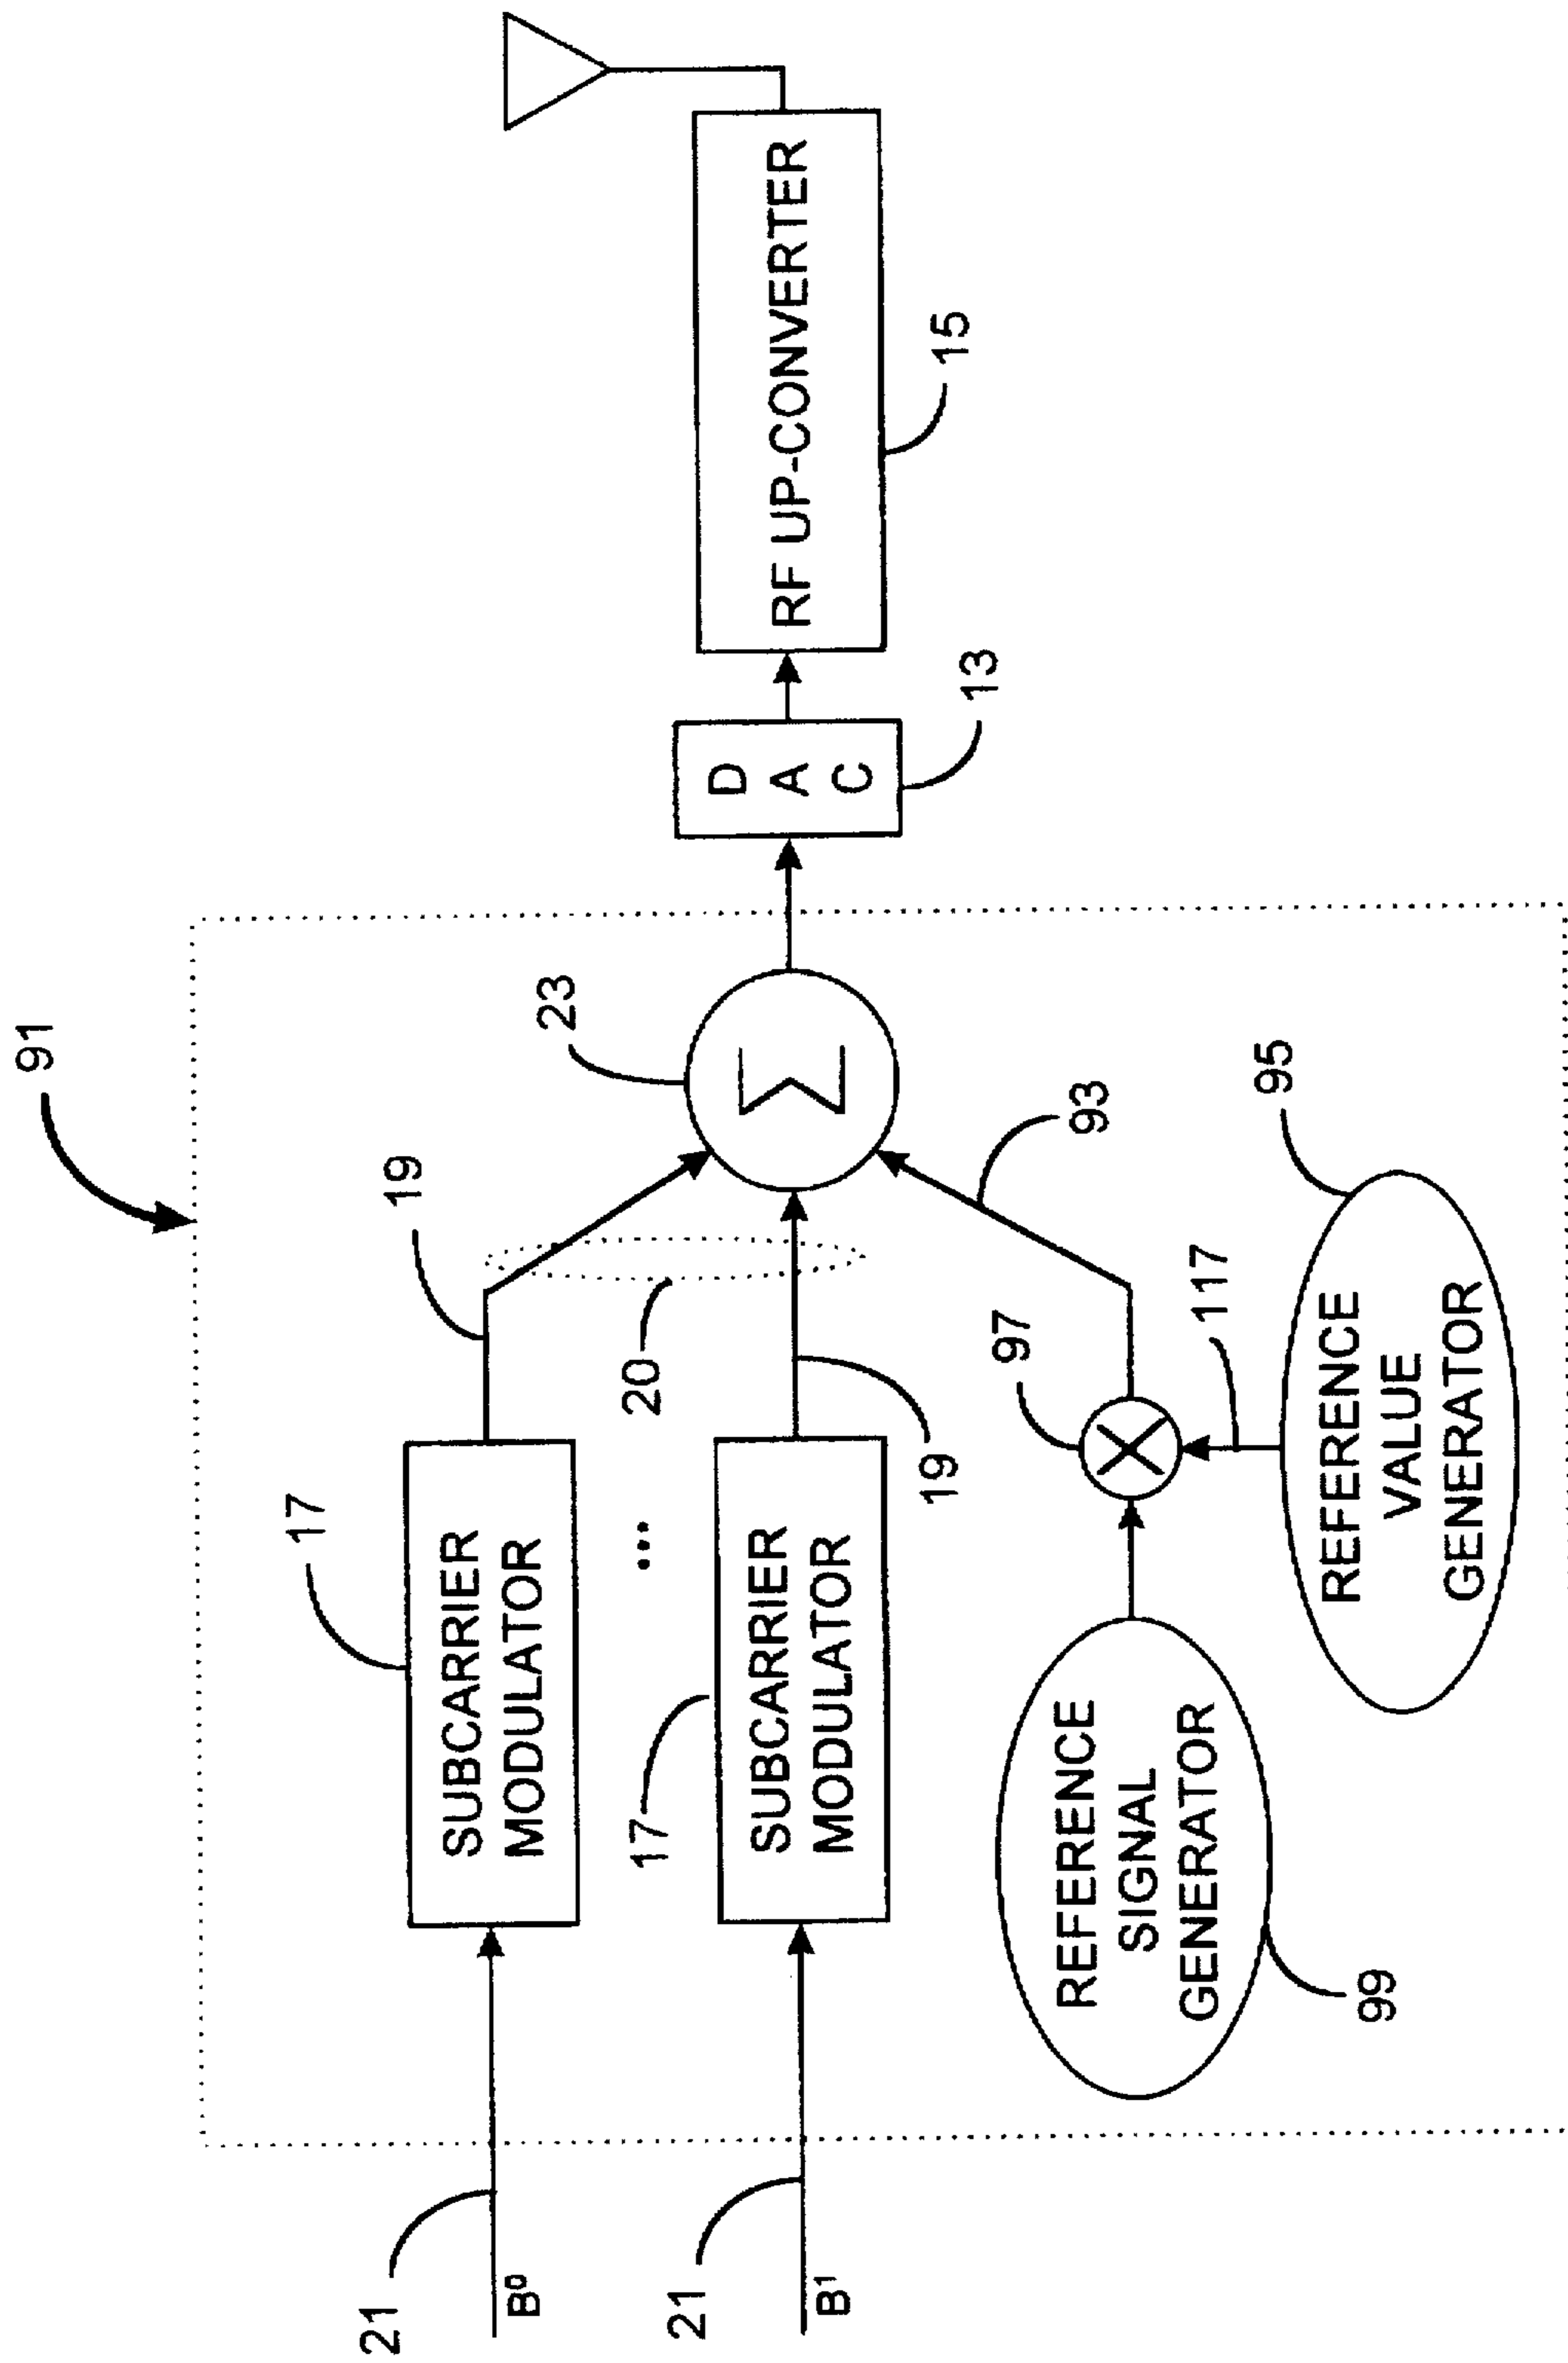 91
21
B⁰
17
SUBCARRIER
MODULATOR
19
...
20
23
Σ
D
A
C
13
RF UP-CONVERTER
15
21
B¹
17
SUBCARRIER
MODULATOR
19
93
REFERENCE
SIGNAL
GENERATOR
99
97
X
117
95
REFERENCE
VALUE
GENERATOR